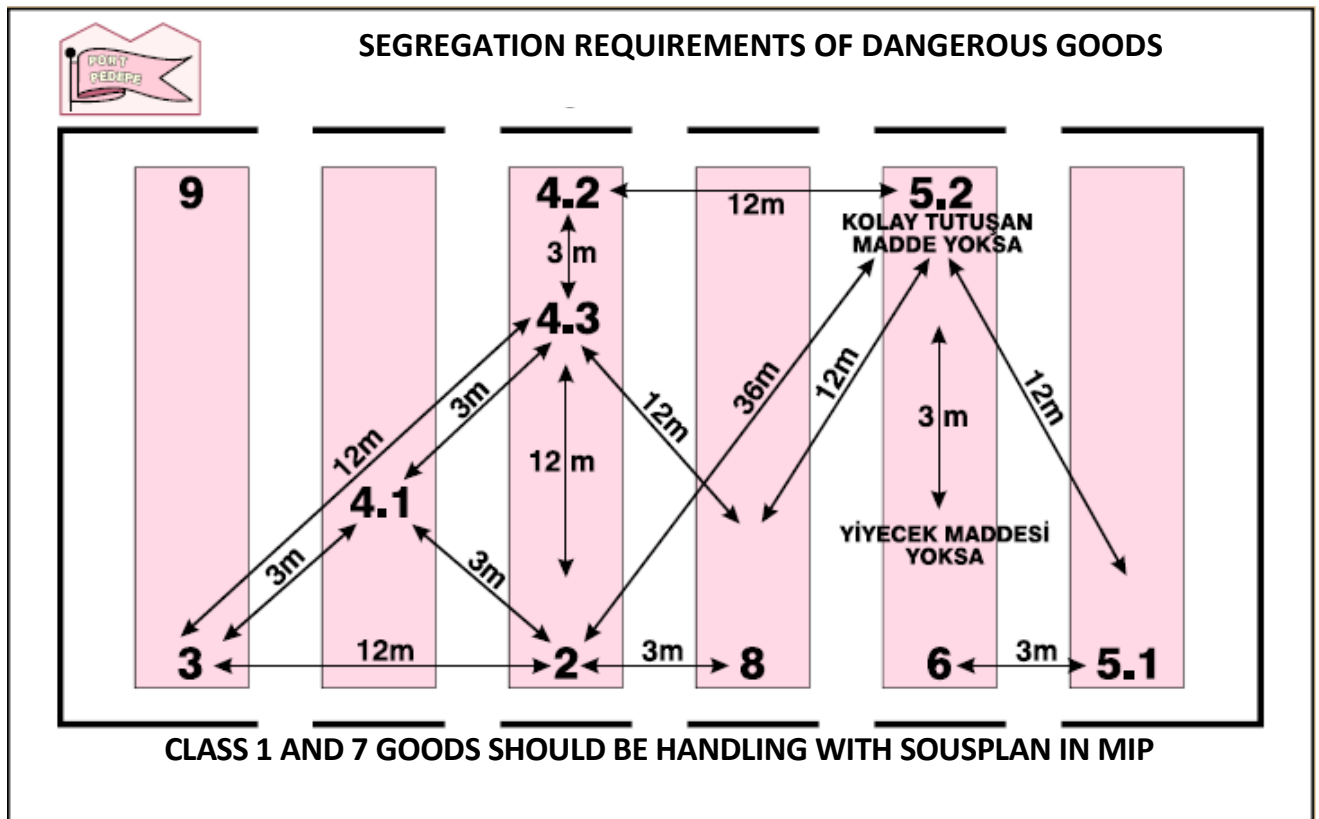 SEGREGATION REQUIREMENTS OF DANGEROUS GOODS
PORT
PEDEPE
9
4.2
12m
5.2
KOLAY TUTUŞAN
MADDE YOKSA
3 m
4.3
3m
12m
12 m
12m
36m
12m
3 m
12m
4.1
3m
3m
YİYECEK MADDESİ
YOKSA
3
12m
2
3m
8
6
3m
5.1
CLASS 1 AND 7 GOODS SHOULD BE HANDLING WITH SOUSPLAN IN MIP